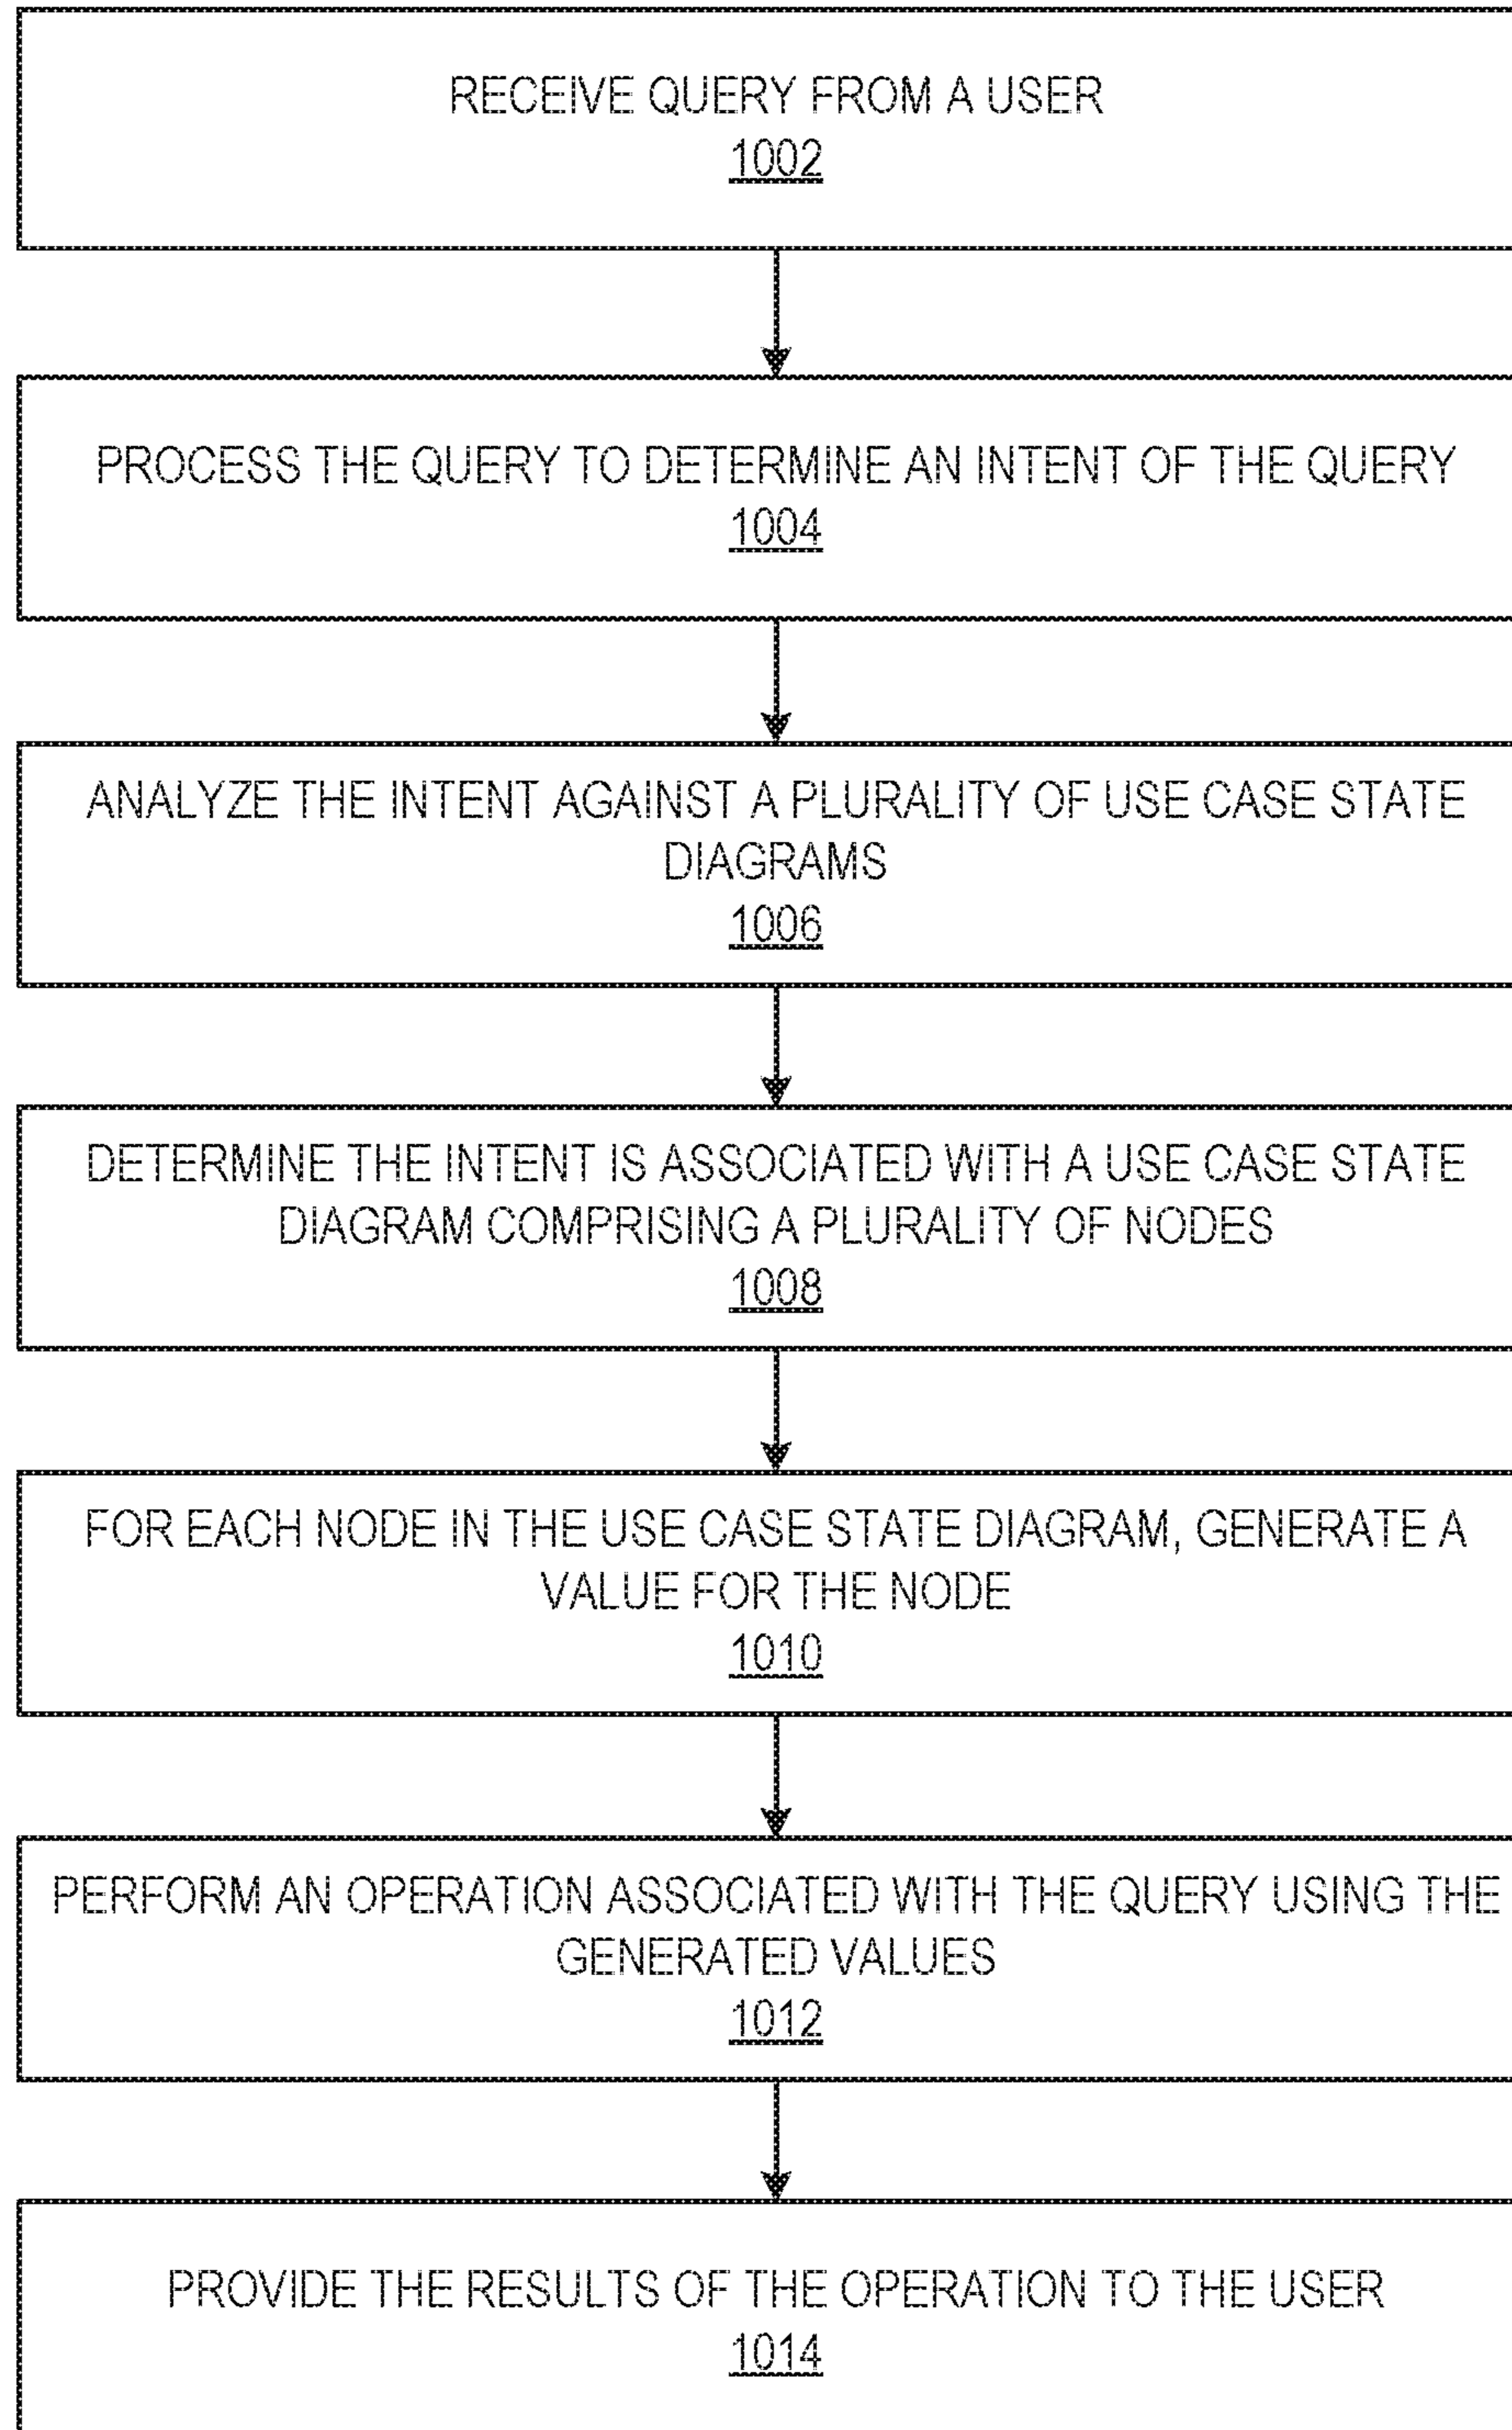 RECEIVE QUERY FROM A USER
1002
PROCESS THE QUERY TO DETERMINE AN INTENT OF THE QUERY
1004
ANALYZE THE INTENT AGAINST A PLURALITY OF USE CASE STATE
DIAGRAMS
1006
DETERMINE THE INTENT IS ASSOCIATED WITH A USE CASE STATE
DIAGRAM COMPRISING A PLURALITY OF NODES
1008
FOR EACH NODE IN THE USE CASE STATE DIAGRAM, GENERATE A
VALUE FOR THE NODE
1010
PERFORM AN OPERATION ASSOCIATED WITH THE QUERY USING THE
GENERATED VALUES
1012
PROVIDE THE RESULTS OF THE OPERATION TO THE USER
1014